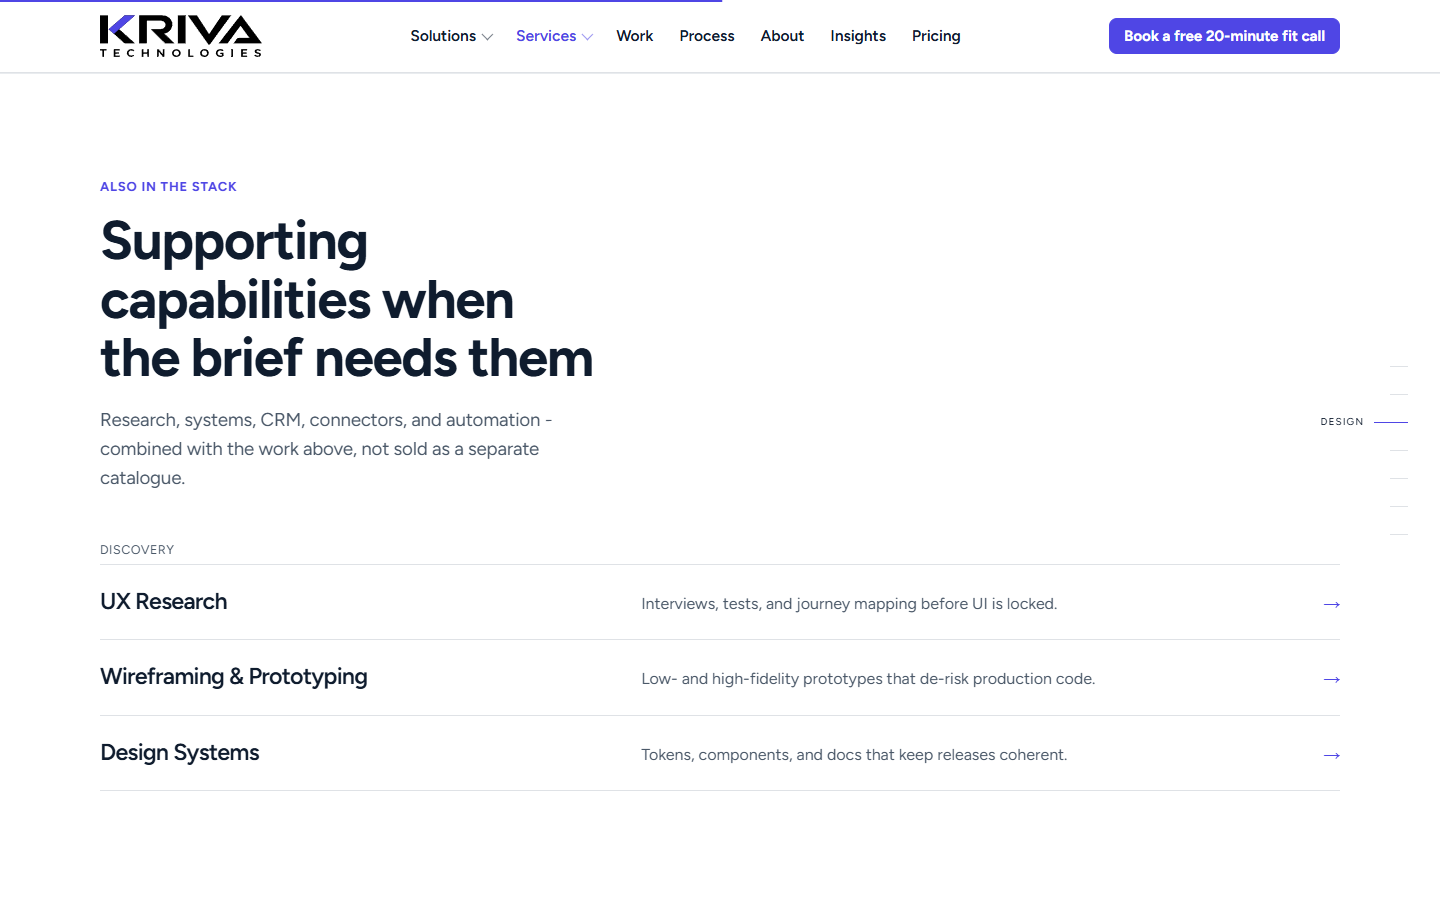 KRIVA
TECHNOLOGIES
Solutions
Services
Work
Process
About
Insights
Pricing
Book a free 20-minute fit call
ALSO IN THE STACK
Supporting
capabilities when
the brief needs them
Research, systems, CRM, connectors, and automation -
combined with the work above, not sold as a separate
catalogue.
DESIGN
DISCOVERY
UX Research
Interviews, tests, and journey mapping before UI is locked.
→
Wireframing & Prototyping
Low- and high-fidelity prototypes that de-risk production code.
→
Design Systems
Tokens, components, and docs that keep releases coherent.
→